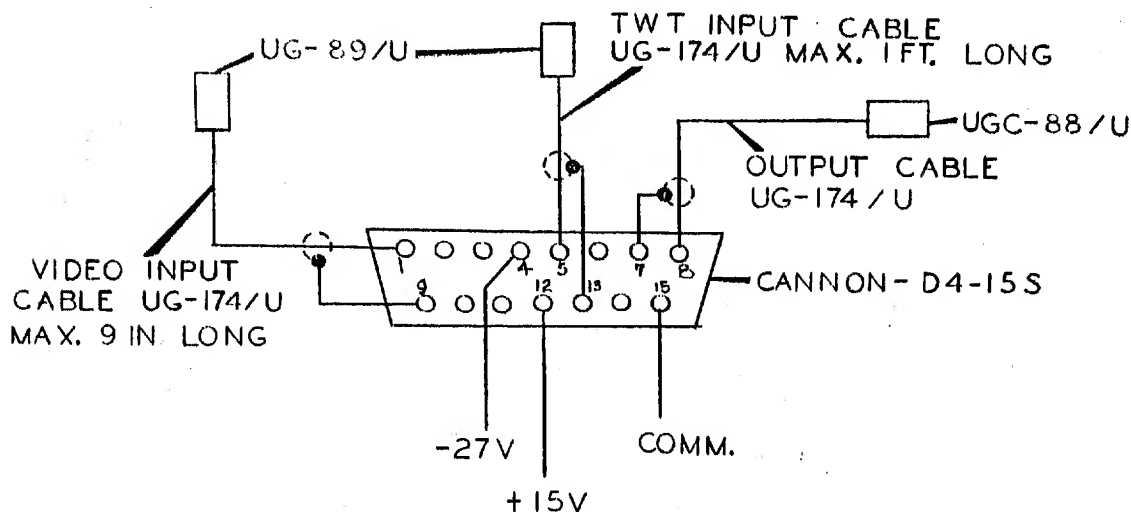 TWT INPUT CABLE
UG-174/U MAX. 1FT. LONG
UG-89/U
UGC-88/U
OUTPUT CABLE
UG-174/U
VIDEO INPUT
CABLE UG-174/U
MAX. 9 IN LONG
1 4 5 7 8
9 12 13 15
CANNON-D4-15S
-27V
COMM.
+15V